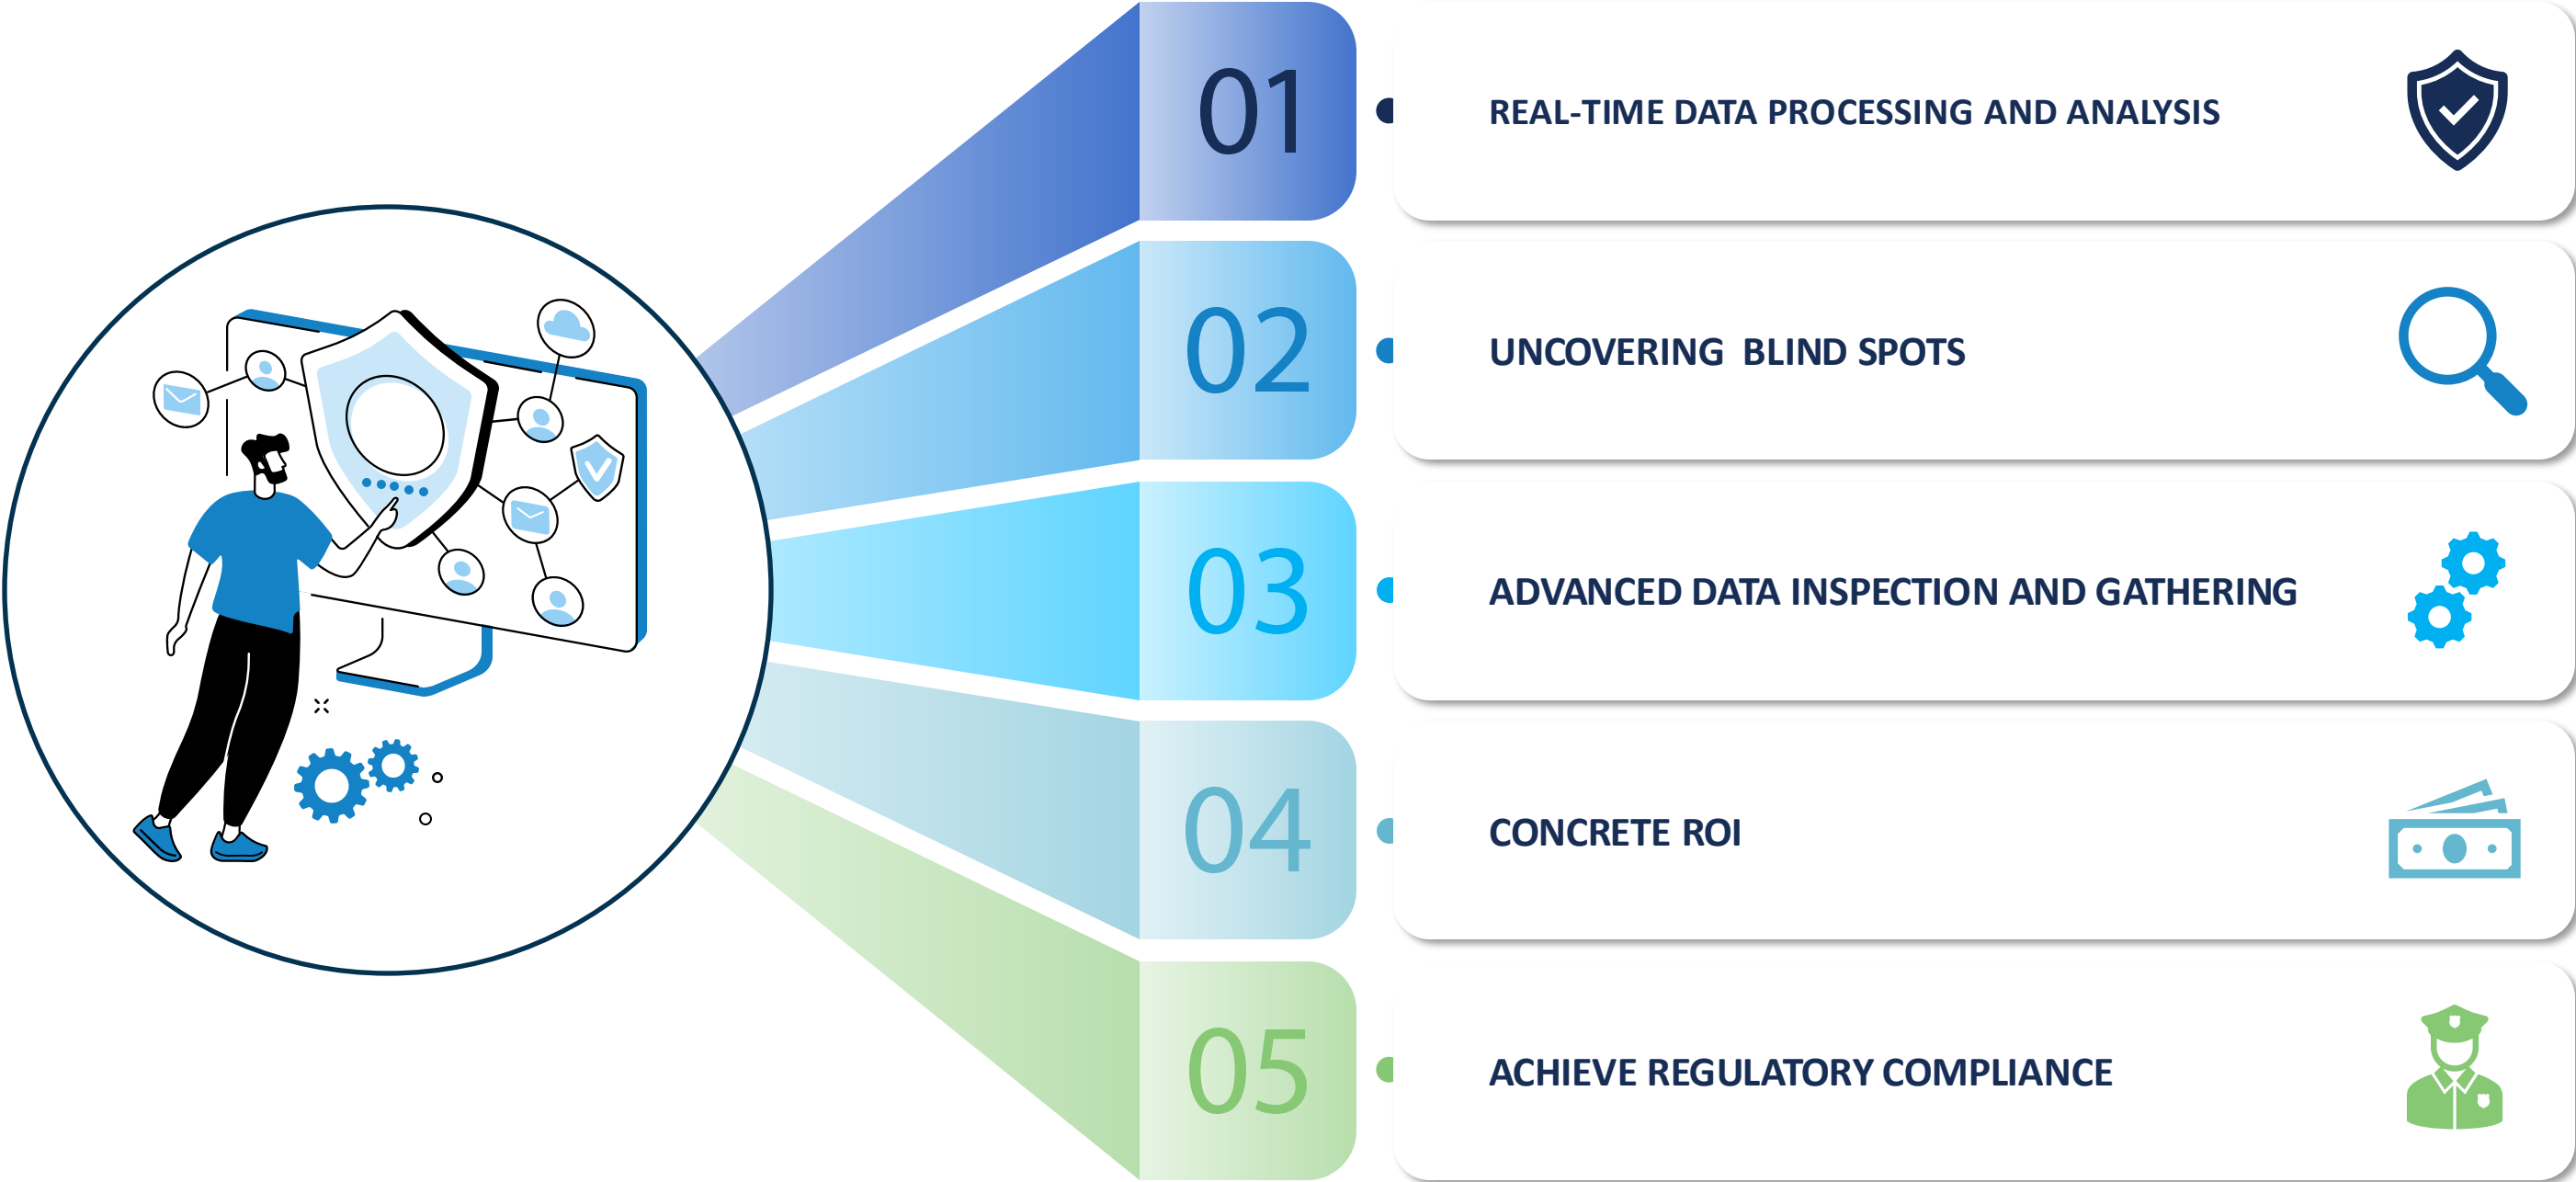 01
REAL-TIME DATA PROCESSING AND ANALYSIS
02
UNCOVERING BLIND SPOTS
03
ADVANCED DATA INSPECTION AND GATHERING
04
CONCRETE ROI
05
ACHIEVE REGULATORY COMPLIANCE